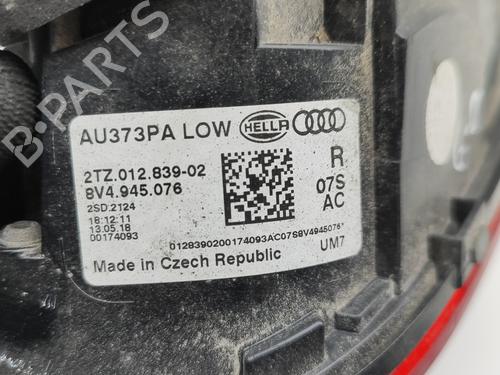 AU373PA LOW HELLA
2TZ.012.839-02 R
8V4.945.076 07S
2SD:2124 AC
18:12:11
13.05.18
00174093
0128390200174093AC07S8V4945076*
UM7
Made in Czech Republic
B-PARTS